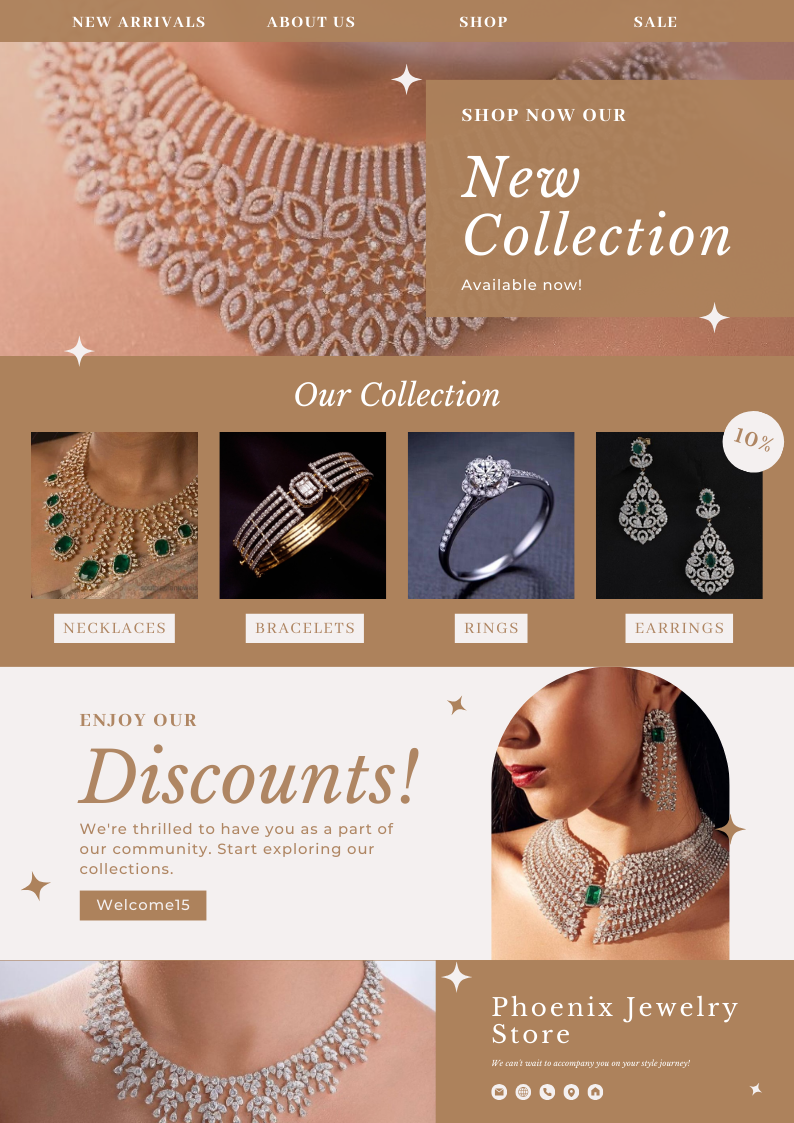 NEW ARRIVALS
ABOUT US
SHOP
SALE
SHOP NOW OUR
New
Collection
Available now!
Our Collection
10%
NECKLACES
BRACELETS
RINGS
EARRINGS
ENJOY OUR
Discounts!
We're thrilled to have you as a part of
our community. Start exploring our
collections.
Welcome15
Phoenix Jewelry
Store
We can't wait to accompany you on your style journey!